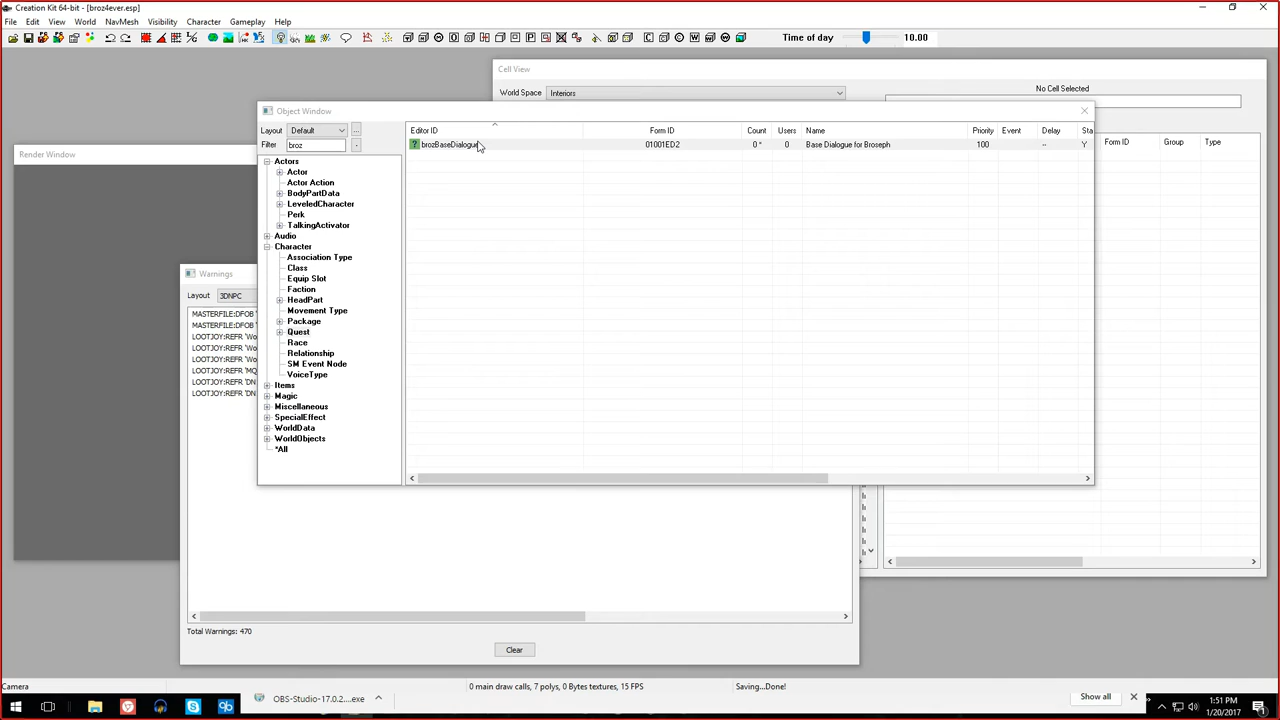 Creation Kit 64-bit - [broz4ever.esp]
File Edit View World NavMesh Visibility Character Gameplay Help
Time of day 10.00
Cell View
World Space Interiors No Cell Selected
Object Window
Layout Default ...
Filter broz
Editor ID Form ID Count Users Name Priority Event Delay Sta
brozBaseDialogue 01001ED2 0 * 0 Base Dialogue for Broseph 100 -- Y
Form ID Group Type
Render Window
Actors
Actor
Actor Action
BodyPartData
LeveledCharacter
Perk
TalkingActivator
Audio
Character
Association Type
Class
Equip Slot
Faction
HeadPart
Movement Type
Package
Quest
Race
Relationship
SM Event Node
VoiceType
Items
Magic
Miscellaneous
SpecialEffect
WorldData
WorldObjects
*All
Warnings
Layout 3DNPC
MASTERFILE:DFOB '
MASTERFILE:DFOB '
LOOTJOY:REFR 'Wo
LOOTJOY:REFR 'Wo
LOOTJOY:REFR 'Wo
LOOTJOY:REFR 'MQ
LOOTJOY:REFR 'DN
LOOTJOY:REFR 'DN
Total Warnings: 470
Clear
Camera 0 main draw calls, 7 polys, 0 Bytes textures, 15 FPS Saving...Done!
OBS-Studio-17.0.2....exe Show all
1:51 PM
1/20/2017